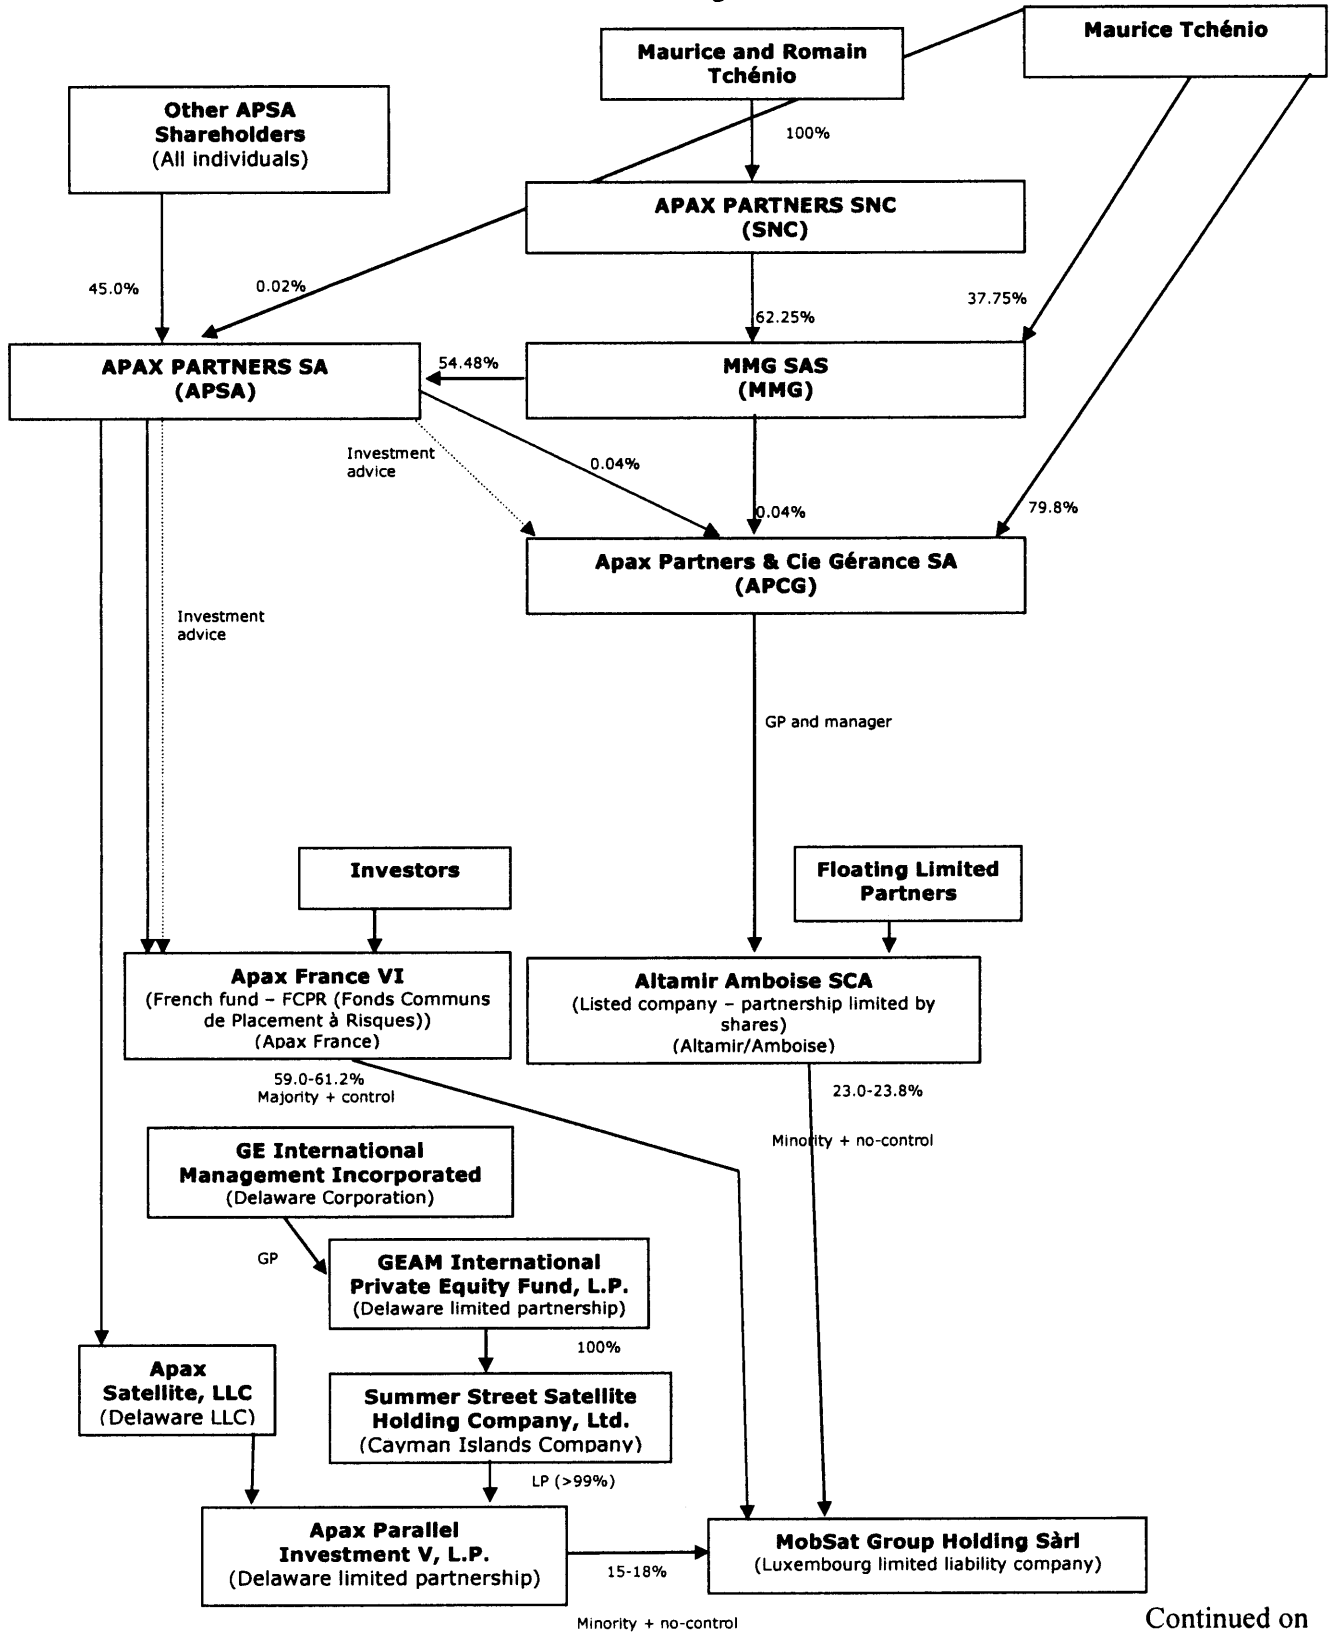 Maurice Tchénio
Maurice and Romain
Tchénio
Other APSA
Shareholders
(All individuals)
100%
APAX PARTNERS SNC
(SNC)
45.0%
0.02%
37.75%
62.25%
APAX PARTNERS SA
(APSA)
54.48%
MMG SAS
(MMG)
Investment
advice
0.04%
0.04%
79.8%
Apax Partners & Cie Gérance SA
(APCG)
Investment
advice
GP and manager
Investors
Floating Limited
Partners
Apax France VI
(French fund – FCPR (Fonds Communs
de Placement à Risques))
(Apax France)
Altamir Amboise SCA
(Listed company – partnership limited by
shares)
(Altamir/Amboise)
59.0-61.2%
Majority + control
23.0-23.8%
Minority + no-control
GE International
Management Incorporated
(Delaware Corporation)
GP
GEAM International
Private Equity Fund, L.P.
(Delaware limited partnership)
100%
Apax
Satellite, LLC
(Delaware LLC)
Summer Street Satellite
Holding Company, Ltd.
(Cayman Islands Company)
LP (>99%)
Apax Parallel
Investment V, L.P.
(Delaware limited partnership)
15-18%
Minority + no-control
MobSat Group Holding Sàrl
(Luxembourg limited liability company)
Continued on